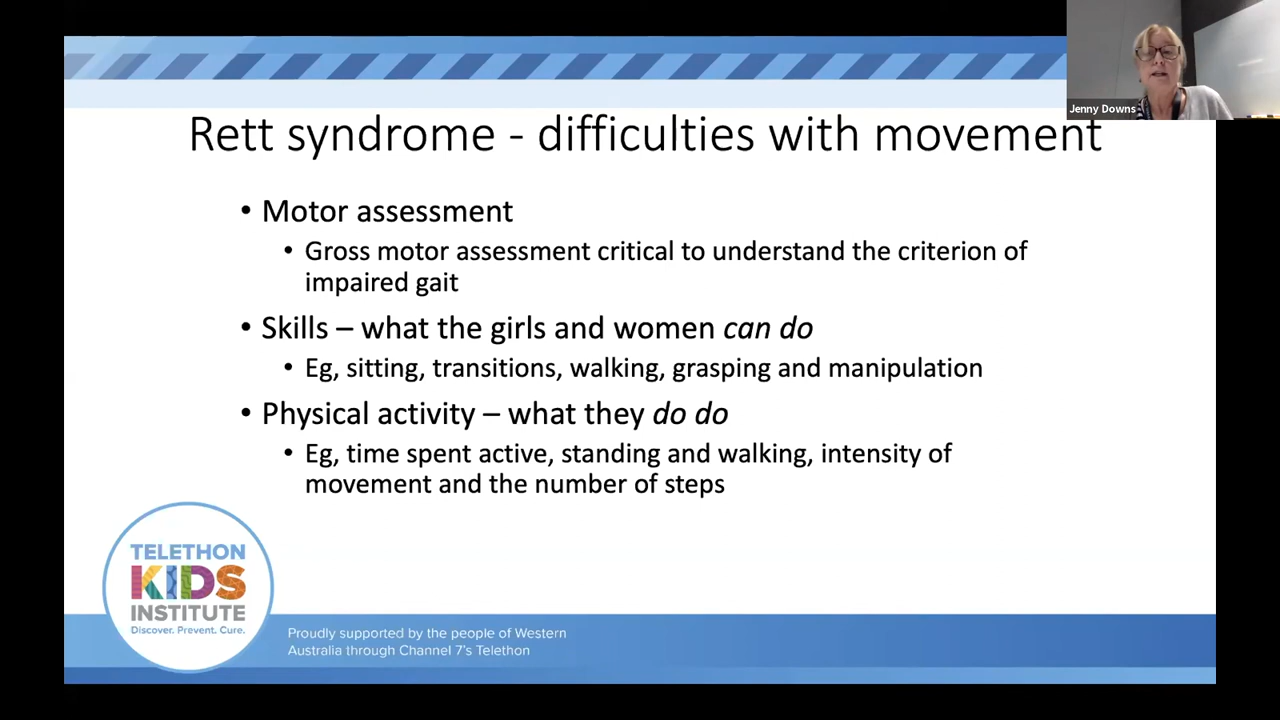 Jenny Downs
Rett syndrome - difficulties with movement
• Motor assessment
• Gross motor assessment critical to understand the criterion of
impaired gait
• Skills – what the girls and women can do
• Eg, sitting, transitions, walking, grasping and manipulation
• Physical activity – what they do do
• Eg, time spent active, standing and walking, intensity of
movement and the number of steps
TELETHON
KIDS
INSTITUTE
Discover. Prevent. Cure.
Proudly supported by the people of Western
Australia through Channel 7's Telethon